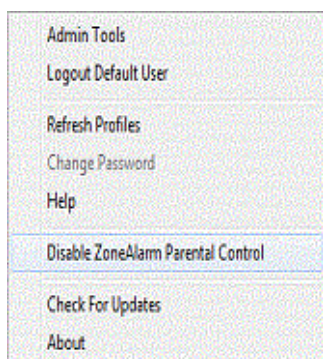 Admin Tools
Logout Default User
Refresh Profiles
Change Password
Help
Disable ZoneAlarm Parental Control
Check For Updates
About